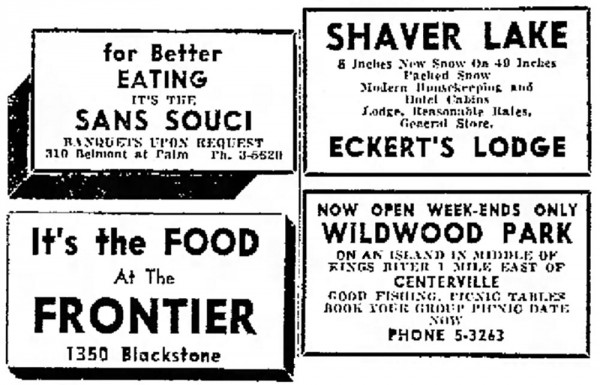 for Better
EATING
IT'S THE
SANS SOUCI
BANQUETS UPON REQUEST
310 Belmont at Palm Ph. 3-5620
It's the FOOD
At The
FRONTIER
1350 Blackstone
SHAVER LAKE
8 Inches New Snow On 40 Inches
Packed Snow
Modern Housekeeping and
Hotel Cabins
Lodge, Reasonable Rates,
General Store.
ECKERT'S LODGE
NOW OPEN WEEK-ENDS ONLY
WILDWOOD PARK
ON AN ISLAND IN MIDDLE OF
KINGS RIVER 1 MILE EAST OF
CENTERVILLE
GOOD FISHING, PICNIC TABLES
BOOK YOUR GROUP PICNIC DATE
NOW
PHONE 5-3263